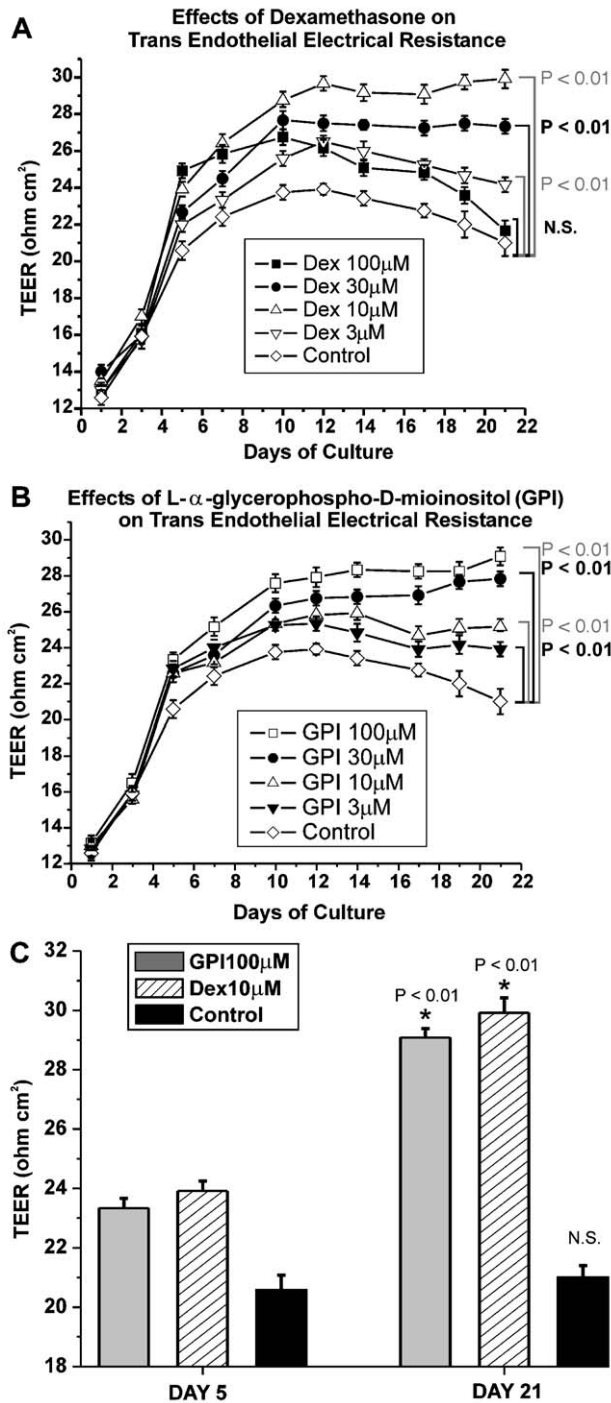 A
Effects of Dexamethasone on
Trans Endothelial Electrical Resistance
30
28
26
24
22
20
18
16
14
12
TEER (ohm cm²)
P < 0.01
P < 0.01
P < 0.01
N.S.
Dex 100μM
Dex 30μM
Dex 10μM
Dex 3μM
Control
0 2 4 6 8 10 12 14 16 18 20 22
Days of Culture
B
Effects of L-α-glycerophospho-D-mioinositol (GPI)
on Trans Endothelial Electrical Resistance
30
28
26
24
22
20
18
16
14
12
TEER (ohm cm²)
P < 0.01
P < 0.01
P < 0.01
P < 0.01
GPI 100μM
GPI 30μM
GPI 10μM
GPI 3μM
Control
0 2 4 6 8 10 12 14 16 18 20 22
Days of Culture
C
32
30
28
26
24
22
20
18
TEER (ohm cm²)
GPI100μM
Dex10μM
Control
P < 0.01
*
P < 0.01
*
N.S.
DAY 5 DAY 21